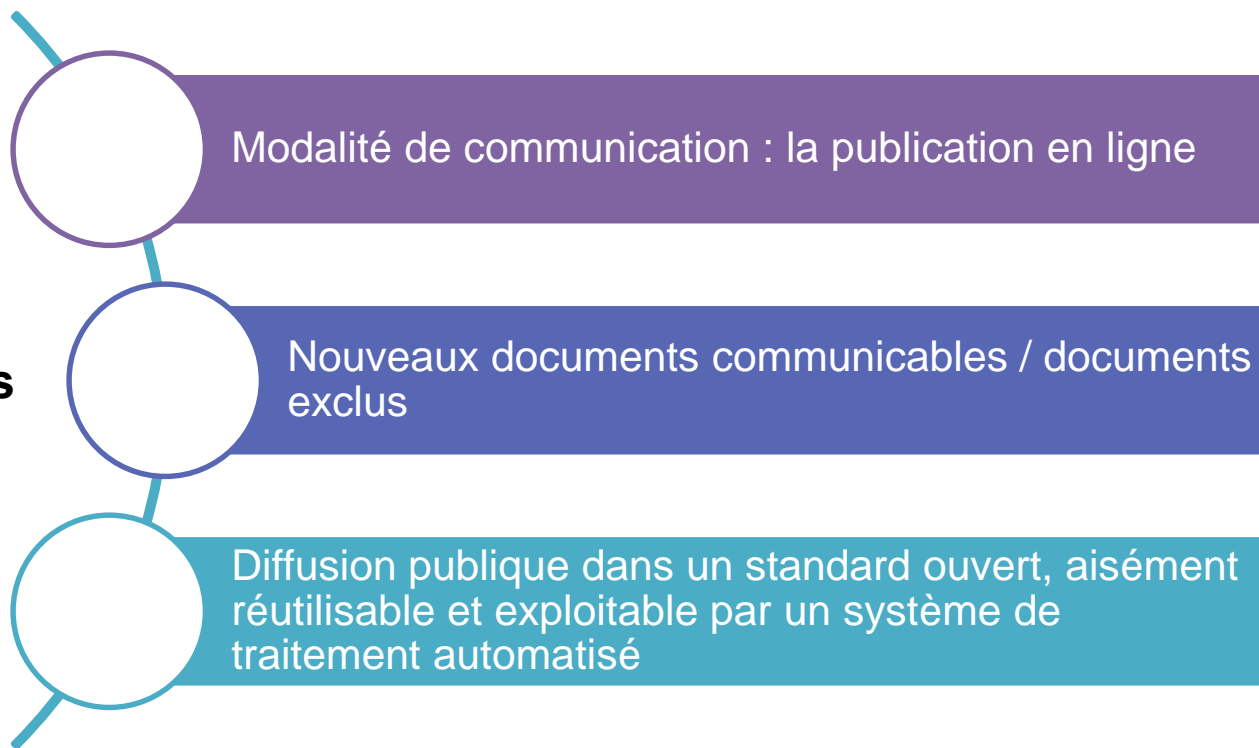 Modalité de communication : la publication en ligne
s
Nouveaux documents communicables / documents
exclus
Diffusion publique dans un standard ouvert, aisément
réutilisable et exploitable par un système de
traitement automatisé